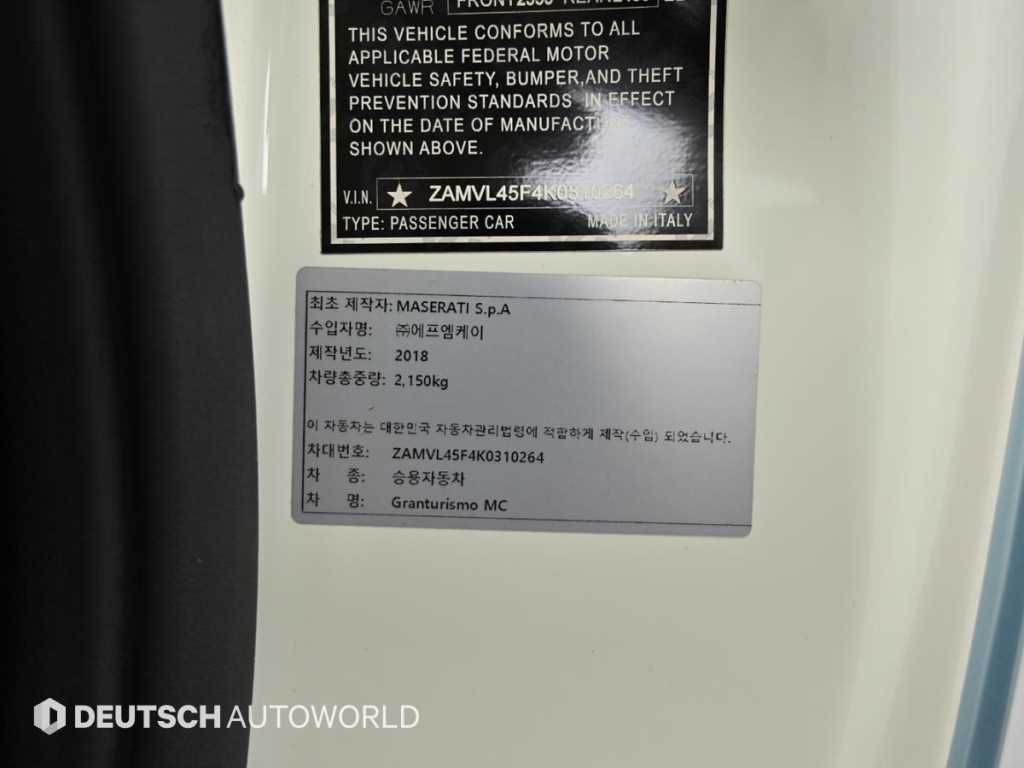 GAWR
THIS VEHICLE CONFORMS TO ALL
APPLICABLE FEDERAL MOTOR
VEHICLE SAFETY, BUMPER,AND THEFT
PREVENTION STANDARDS IN EFFECT
ON THE DATE OF MANUFACTURE
SHOWN ABOVE.
V.I.N. ★ ZAMVL45F4K0310264 ★
TYPE: PASSENGER CAR MADE IN ITALY
최초 제작자: MASERATI S.p.A
수입자명: ㈜에프엠케이
제작년도: 2018
차량총중량: 2,150kg
이 자동차는 대한민국 자동차관리법령에 적합하게 제작(수입) 되었습니다.
차대번호: ZAMVL45F4K0310264
차 종: 승용자동차
차 명: Granturismo MC
DEUTSCH AUTOWORLD